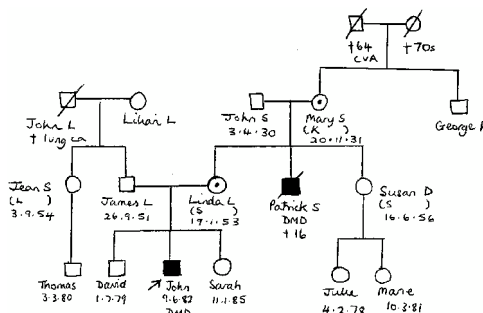 †64
CVA
†70s
John L
† lung ca
Lilian L
John S
3.4.30
Mary S
(K )
20.11.31
George K
Jean S
(L )
3.9.54
James L
26.9.51
Linda L
(S )
Patrick S
DMD
†16
Susan D
(S )
16.6.56
Thomas
3.3.80
David
1.7.79
John
9.6.82
DMD
Sarah
11.1.85
Julie
4.2.78
Marie
10.3.81